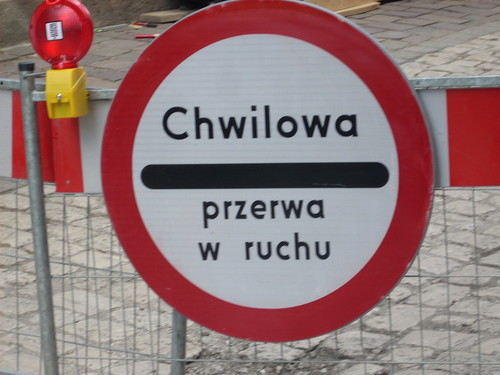 Chwilowa
przerwa
w ruchu